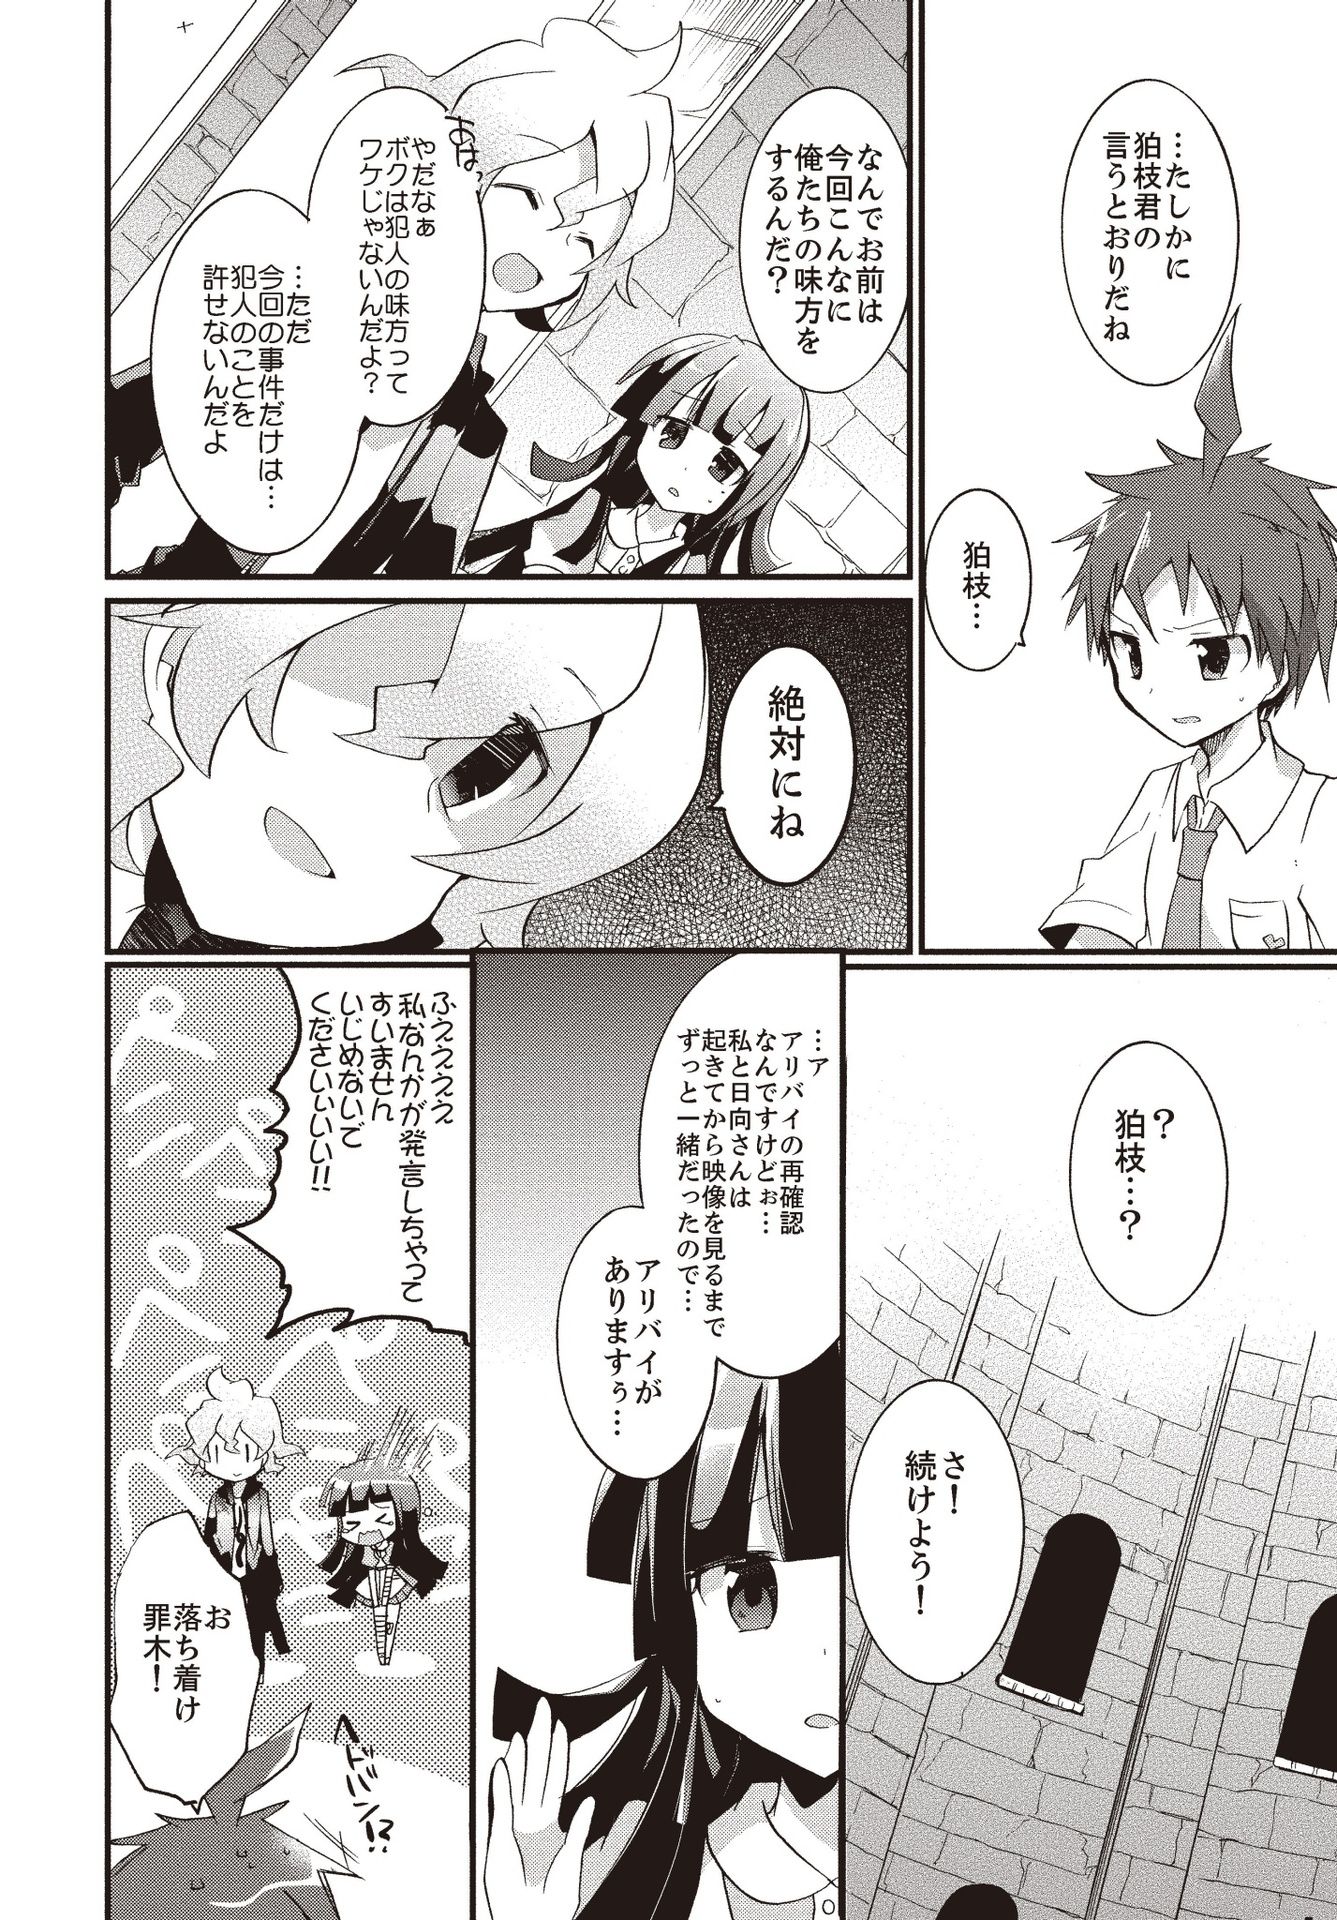 …たしかに
狛枝君の
言うとおりだね
狛枝…
なんでお前は
今回こんなに
俺たちの味方を
するんだ？
あは、
やだなぁ
ボクは犯人の味方って
ワケじゃないんだよ？
…ただ
今回の事件だけは…
犯人のことを
許せないんだよ
絶対にね
？
狛枝…？
さ！
続けよう！
…ア
アリバイの再確認
なんですけどぉ…
私と日向さんは
起きてから映像を見るまで
ずっと一緒だったので…
アリバイが
ありますぅ…
ふえええええ
私なんかが発言しちゃって
すいません
いじめないで
くださいぃぃぃ!!
お
落ち着け
罪木！
ヘドバン!?